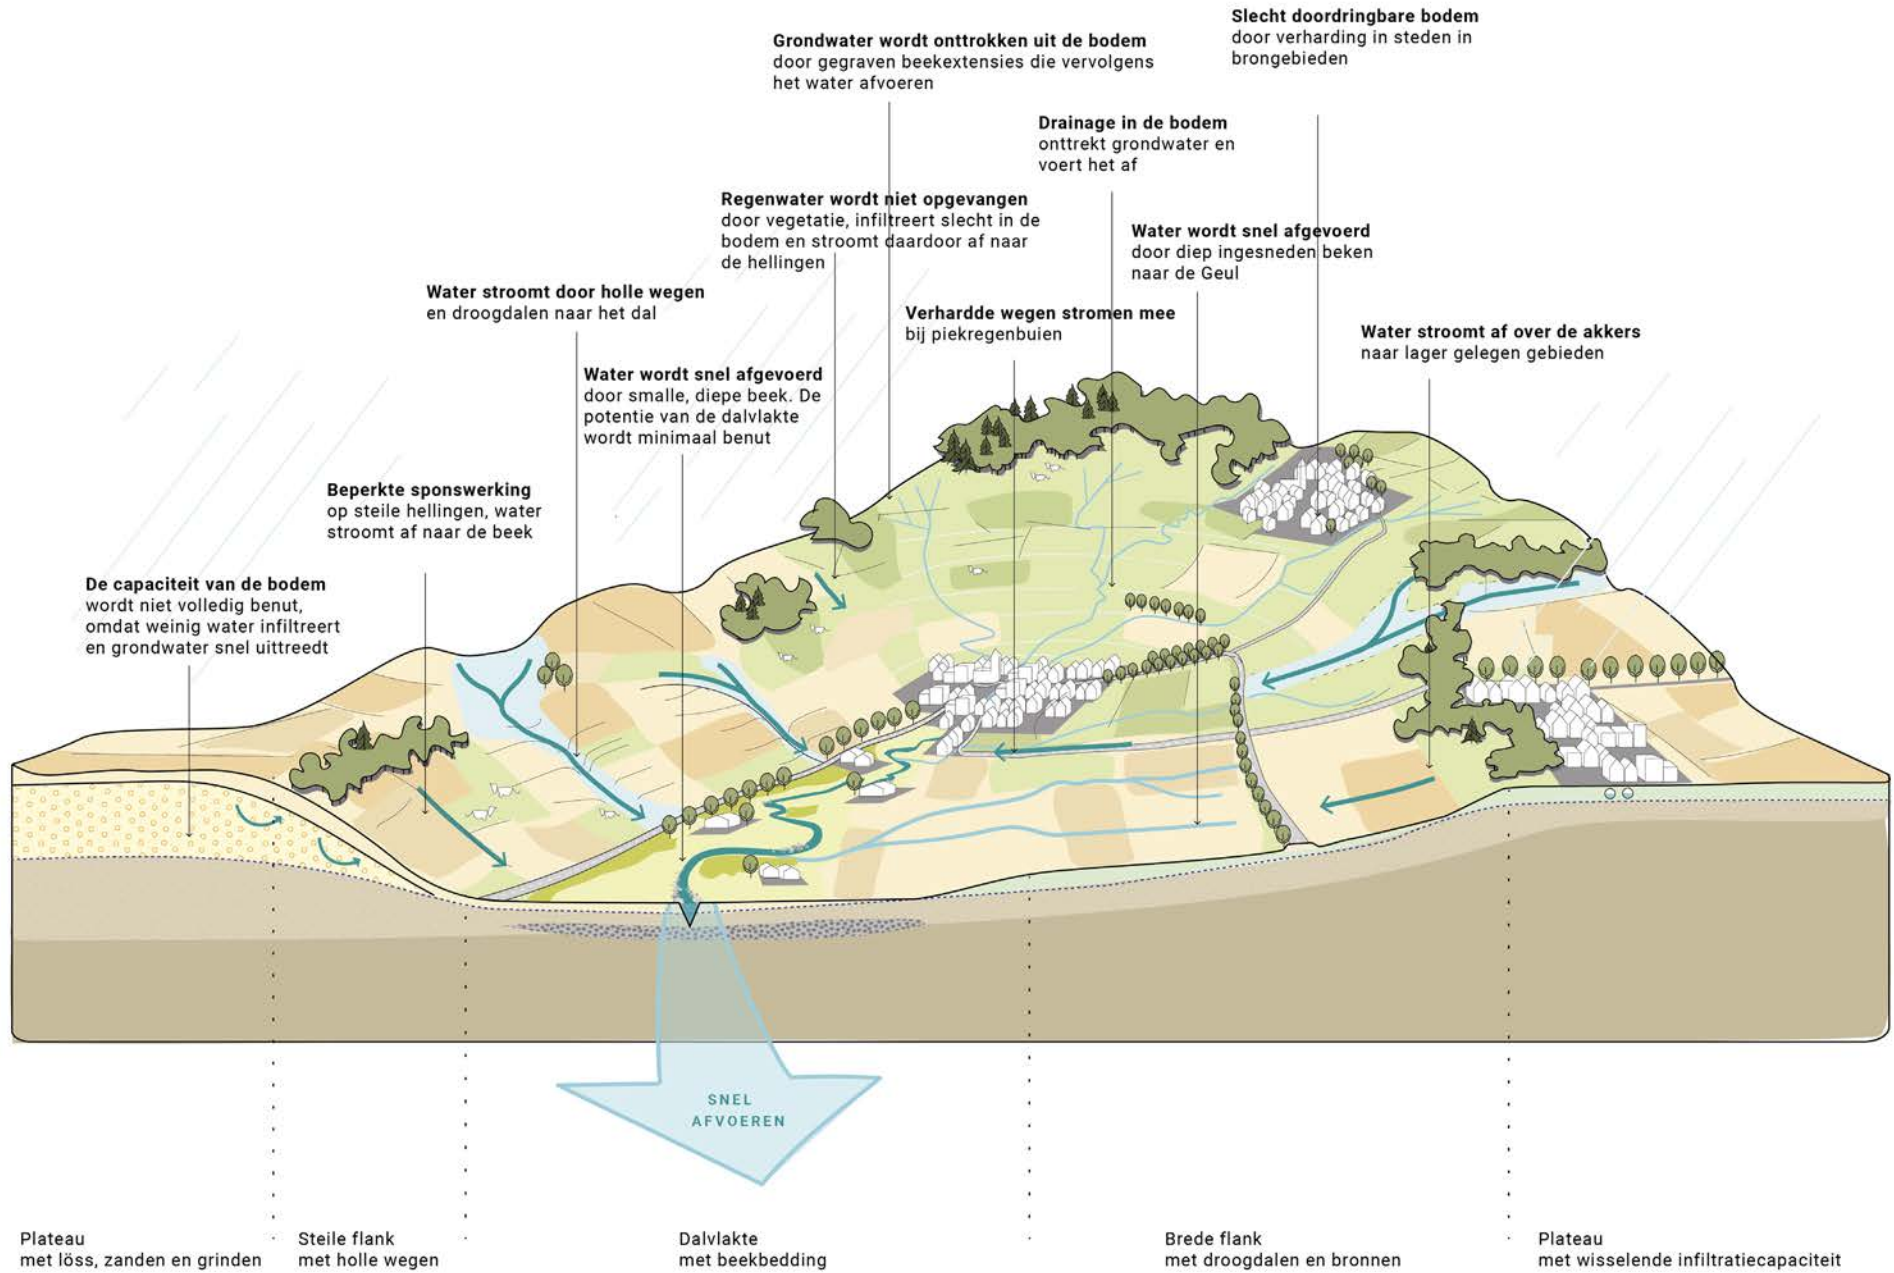 Slecht doordringbare bodem
door verharding in steden in
brongebieden
Grondwater wordt onttrokken uit de bodem
door gegraven beekextensies die vervolgens
het water afvoeren
Drainage in de bodem
onttrekt grondwater en
voert het af
Regenwater wordt niet opgevangen
door vegetatie, infiltreert slecht in de
bodem en stroomt daardoor af naar
de hellingen
Water wordt snel afgevoerd
door diep ingesneden beken
naar de Geul
Water stroomt door holle wegen
en droogdalen naar het dal
Verhardde wegen stromen mee
bij piekregenbuien
Water stroomt af over de akkers
naar lager gelegen gebieden
Water wordt snel afgevoerd
door smalle, diepe beek. De
potentie van de dalvlakte
wordt minimaal benut
Beperkte sponswerking
op steile hellingen, water
stroomt af naar de beek
De capaciteit van de bodem
wordt niet volledig benut,
omdat weinig water infiltreert
en grondwater snel uittreedt
SNEL
AFVOEREN
Plateau
met löss, zanden en grinden
Steile flank
met holle wegen
Dalvlakte
met beekbedding
Brede flank
met droogdalen en bronnen
Plateau
met wisselende infiltratiecapaciteit